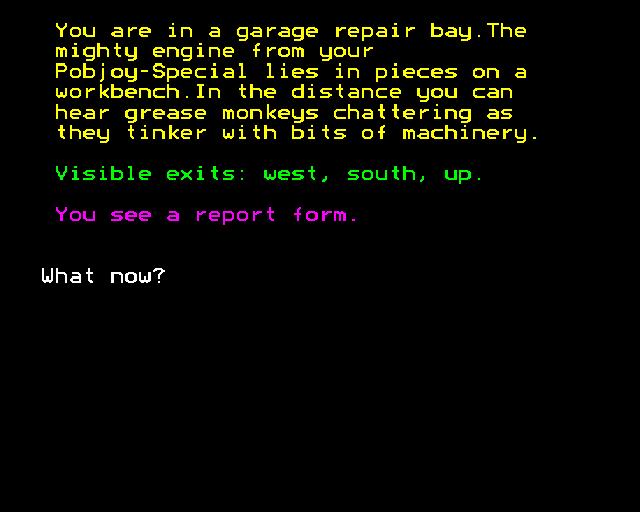 You are in a garage repair bay.The
mighty engine from your
Pobjoy-Special lies in pieces on a
workbench.In the distance you can
hear grease monkeys chattering as
they tinker with bits of machinery.
Visible exits: west, south, up.
You see a report form.
What now?